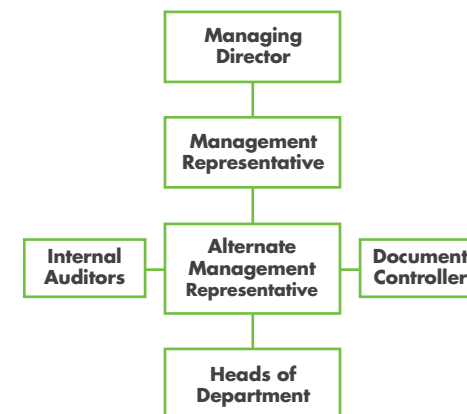 Managing
Director
Management
Representative
Internal
Auditors
Alternate
Management
Representative
Document
Controller
Heads of
Department